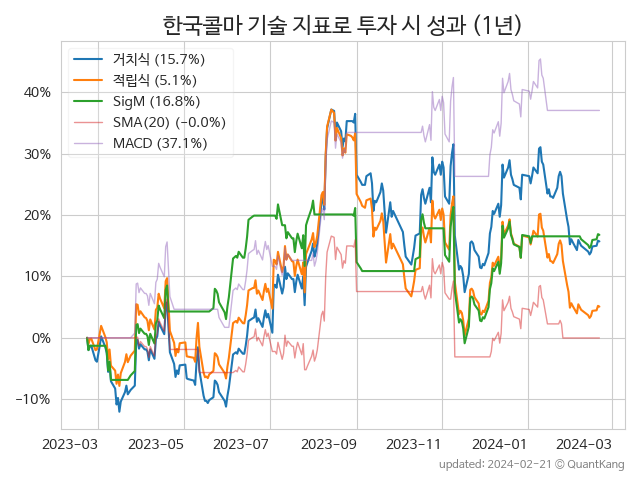 한국콜마 기술 지표로 투자 시 성과 (1년)
거치식 (15.7%)
적립식 (5.1%)
SigM (16.8%)
SMA(20) (−0.0%)
MACD (37.1%)
40%
30%
20%
10%
0%
−10%
2023-03 2023-05 2023-07 2023-09 2023-11 2024-01 2024-03
updated: 2024-02-21 © QuantKang